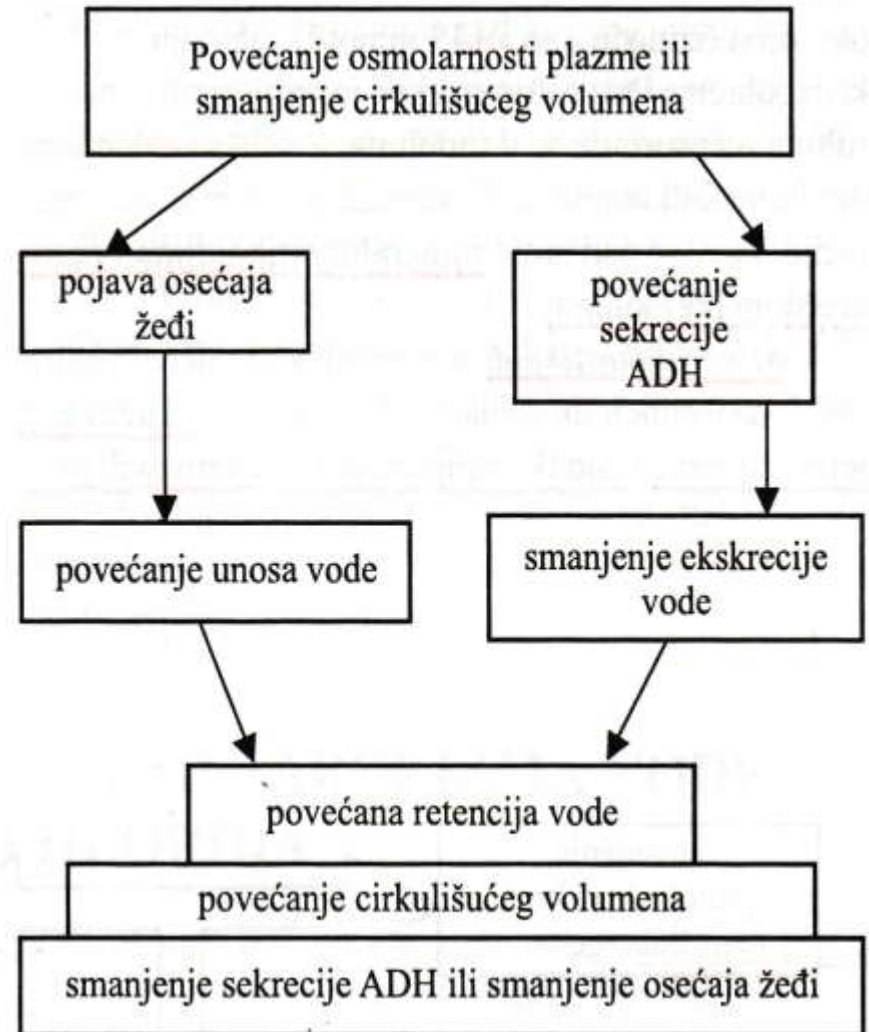 Povećanje osmolarnosti plazme ili
smanjenje cirkulišućeg volumena
pojava osećaja
žeđi
povećanje
sekrecije
ADH
povećanje unosa vode
smanjenje ekskrecije
vode
povećana retencija vode
povećanje cirkulišućeg volumena
smanjenje sekrecije ADH ili smanjenje osećaja žeđi